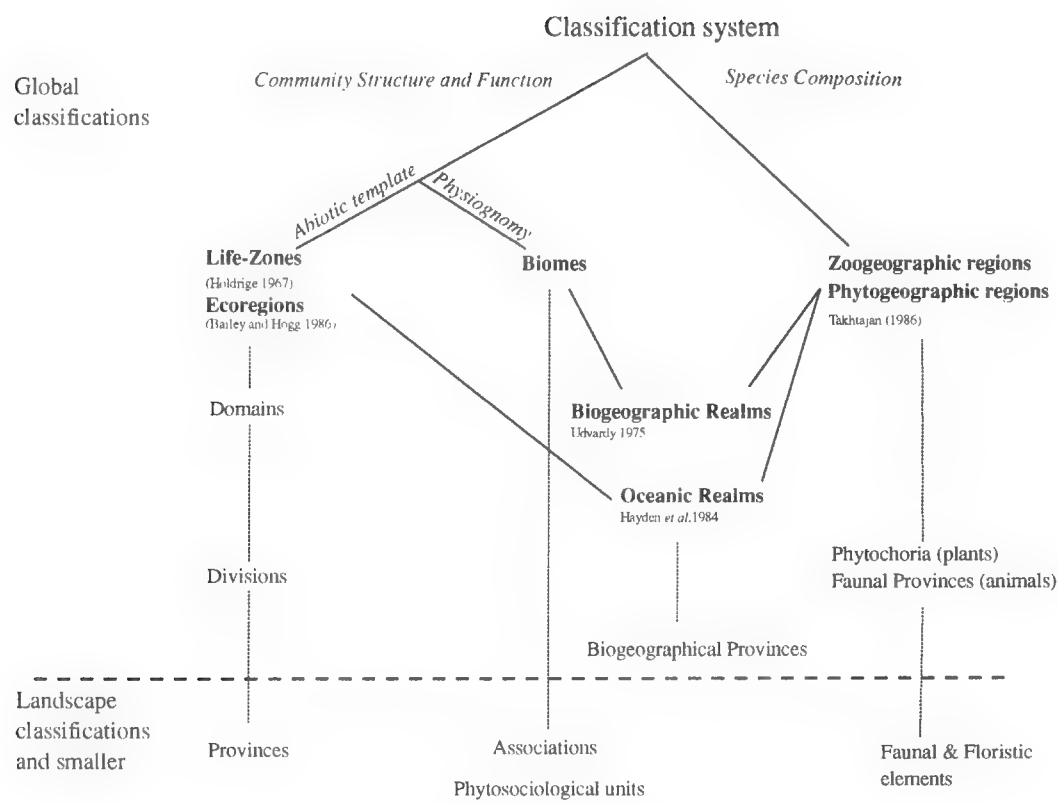 Classification system
Global
classifications
Community Structure and Function
Species Composition
Abiotic template
Physiognomy
Life-Zones
(Holdrige 1967)
Ecoregions
(Bailey and Hogg 1986)
Biomes
Zoogeographic regions
Phytogeographic regions
Takhtajan (1986)
Domains
Biogeographic Realms
Udvardy 1975
Oceanic Realms
Hayden et al.1984
Phytochoria (plants)
Faunal Provinces (animals)
Divisions
Biogeographical Provinces
Landscape
classifications
and smaller
Provinces
Associations
Phytosociological units
Faunal & Floristic
elements